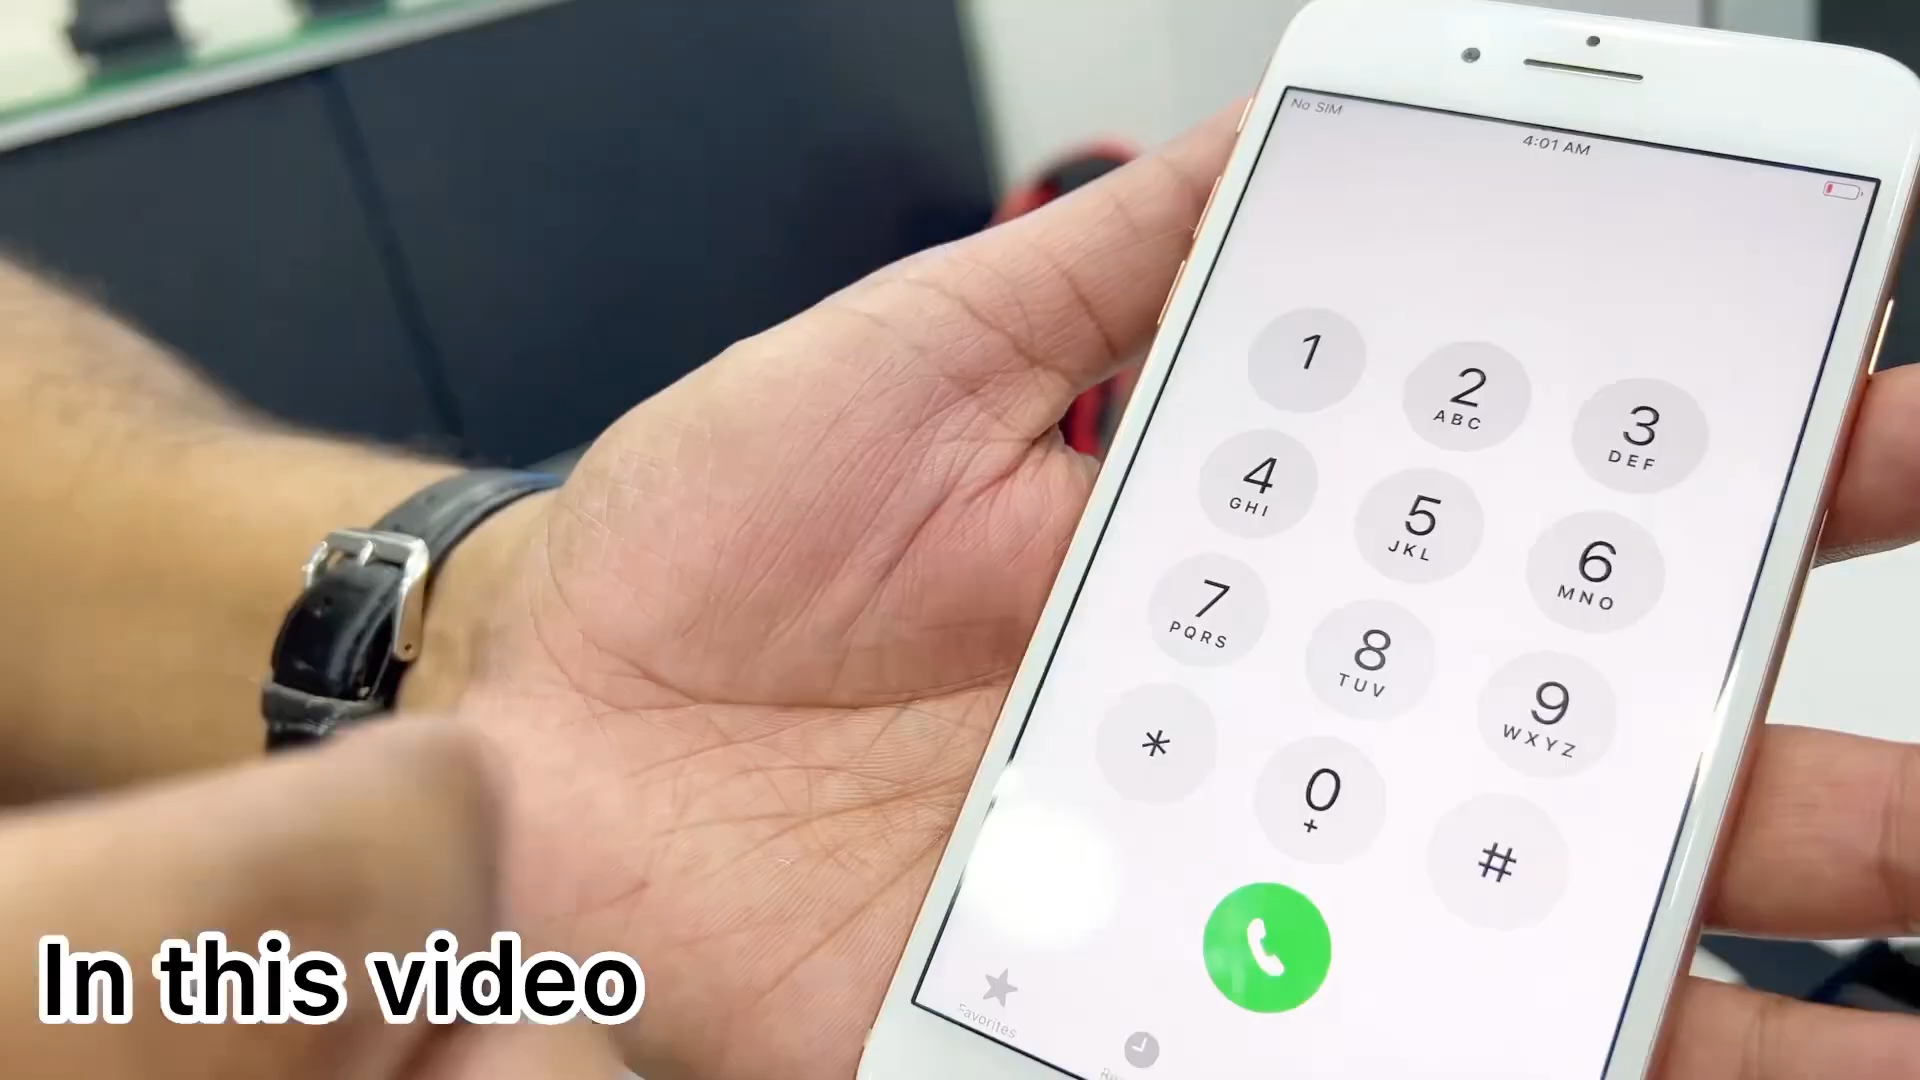 No SIM
4:01 AM
1
2
ABC
3
DEF
4
GHI
5
JKL
6
MNO
7
PQRS
8
TUV
9
WXYZ
*
0
+
#
Favorites
In this video